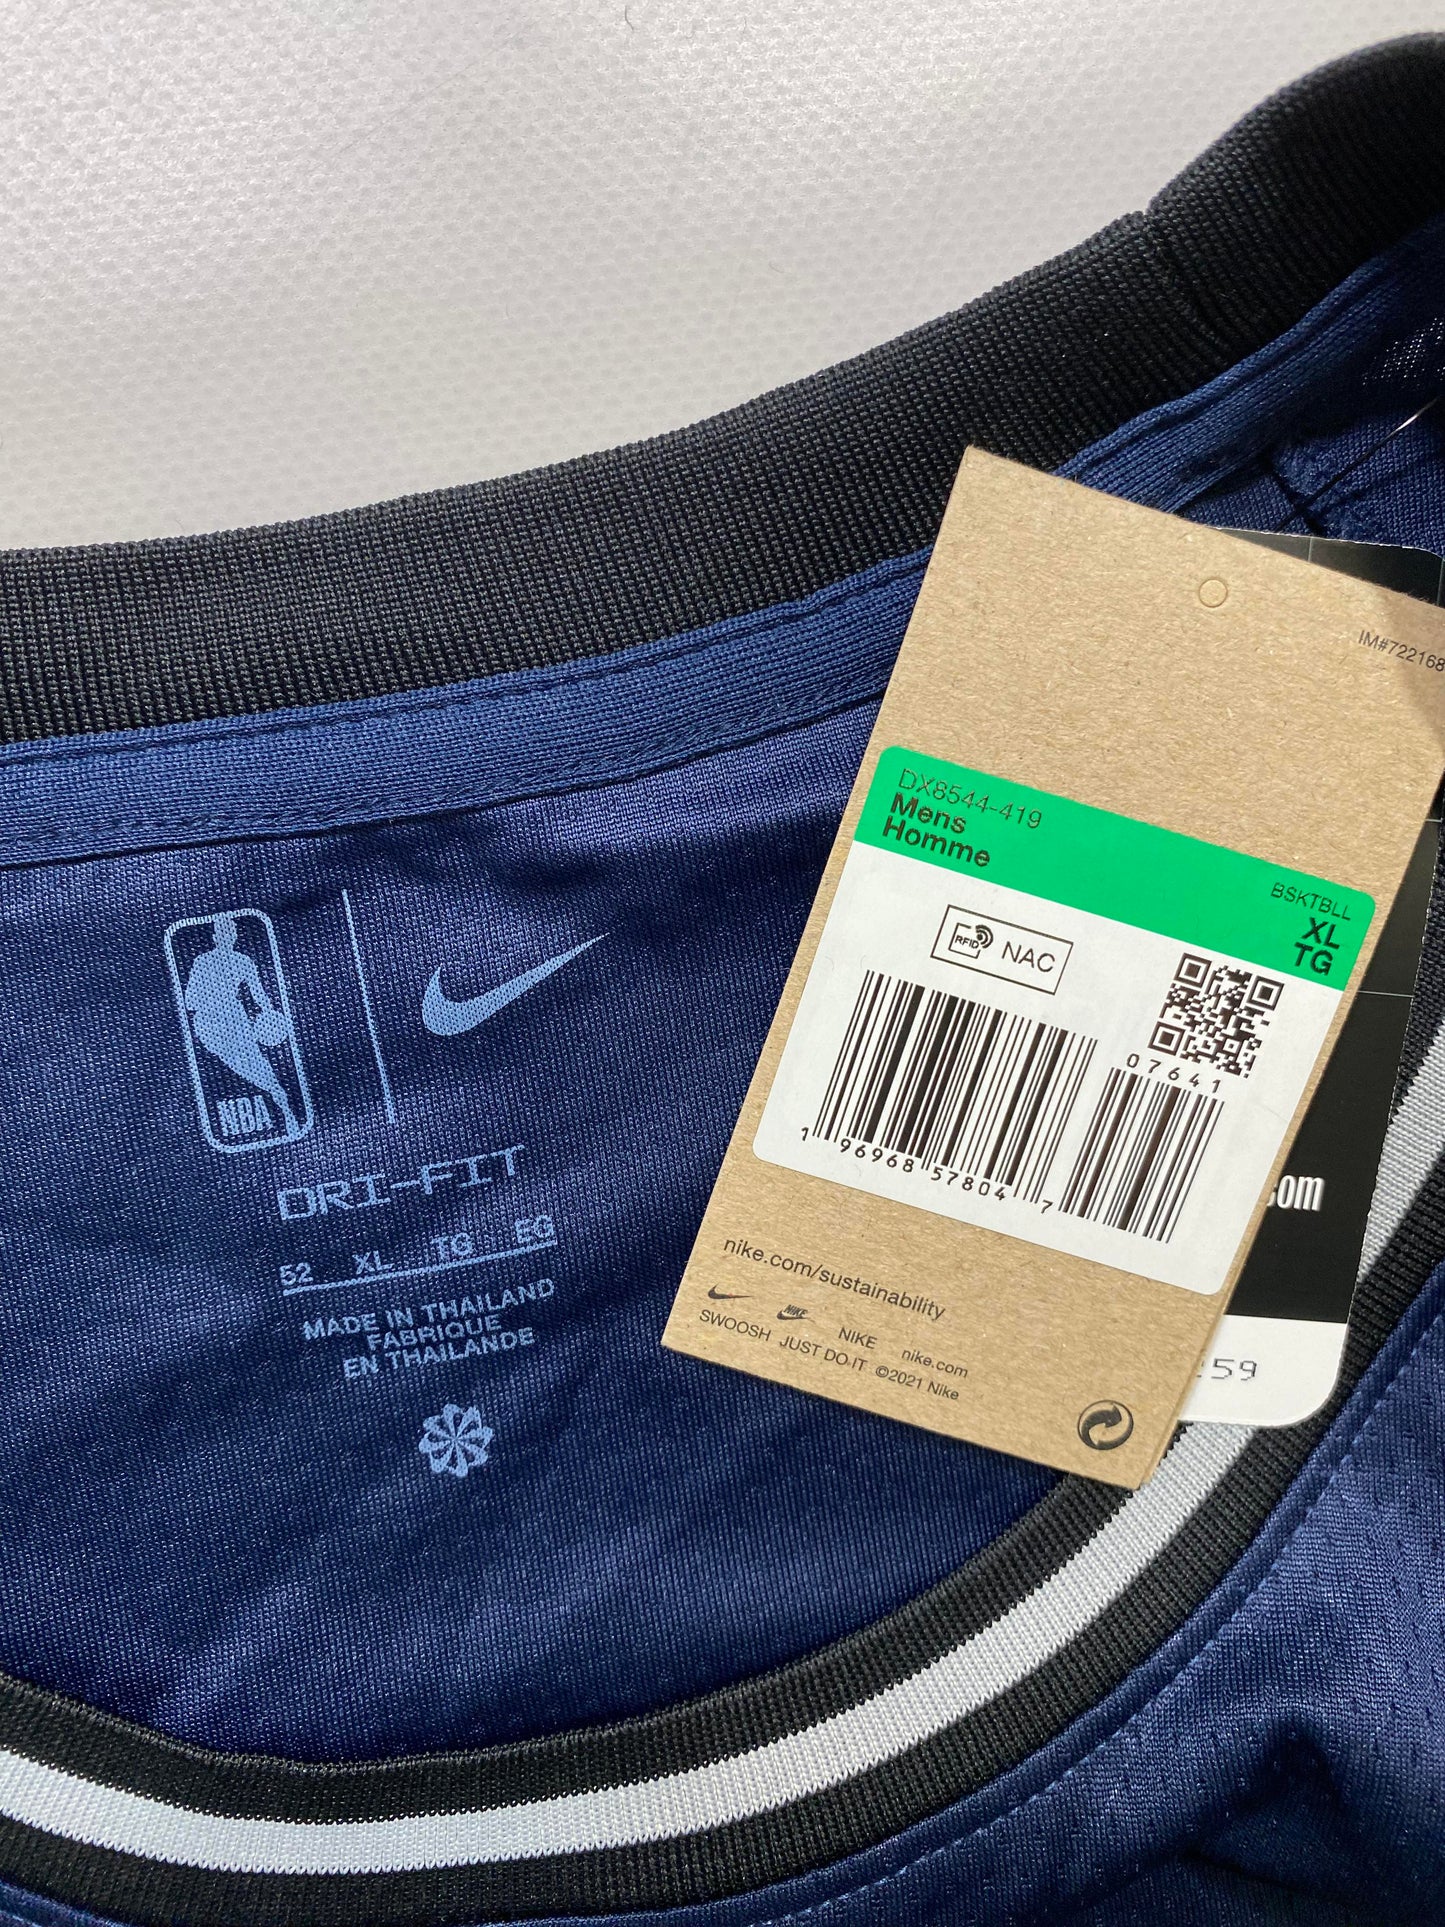 NBA
DRI-FIT
52 XL TG EG
MADE IN THAILAND
FABRIQUE
EN THAILANDE
IM#722168
DX8544-419
Mens
Homme
BSKTBLL
XL
TG
RFID NAC
07641
1 96968 57804 7
nike.com/sustainability
NIKE
SWOOSH JUST DO IT NIKE nike.com
©2021 Nike
.com
59